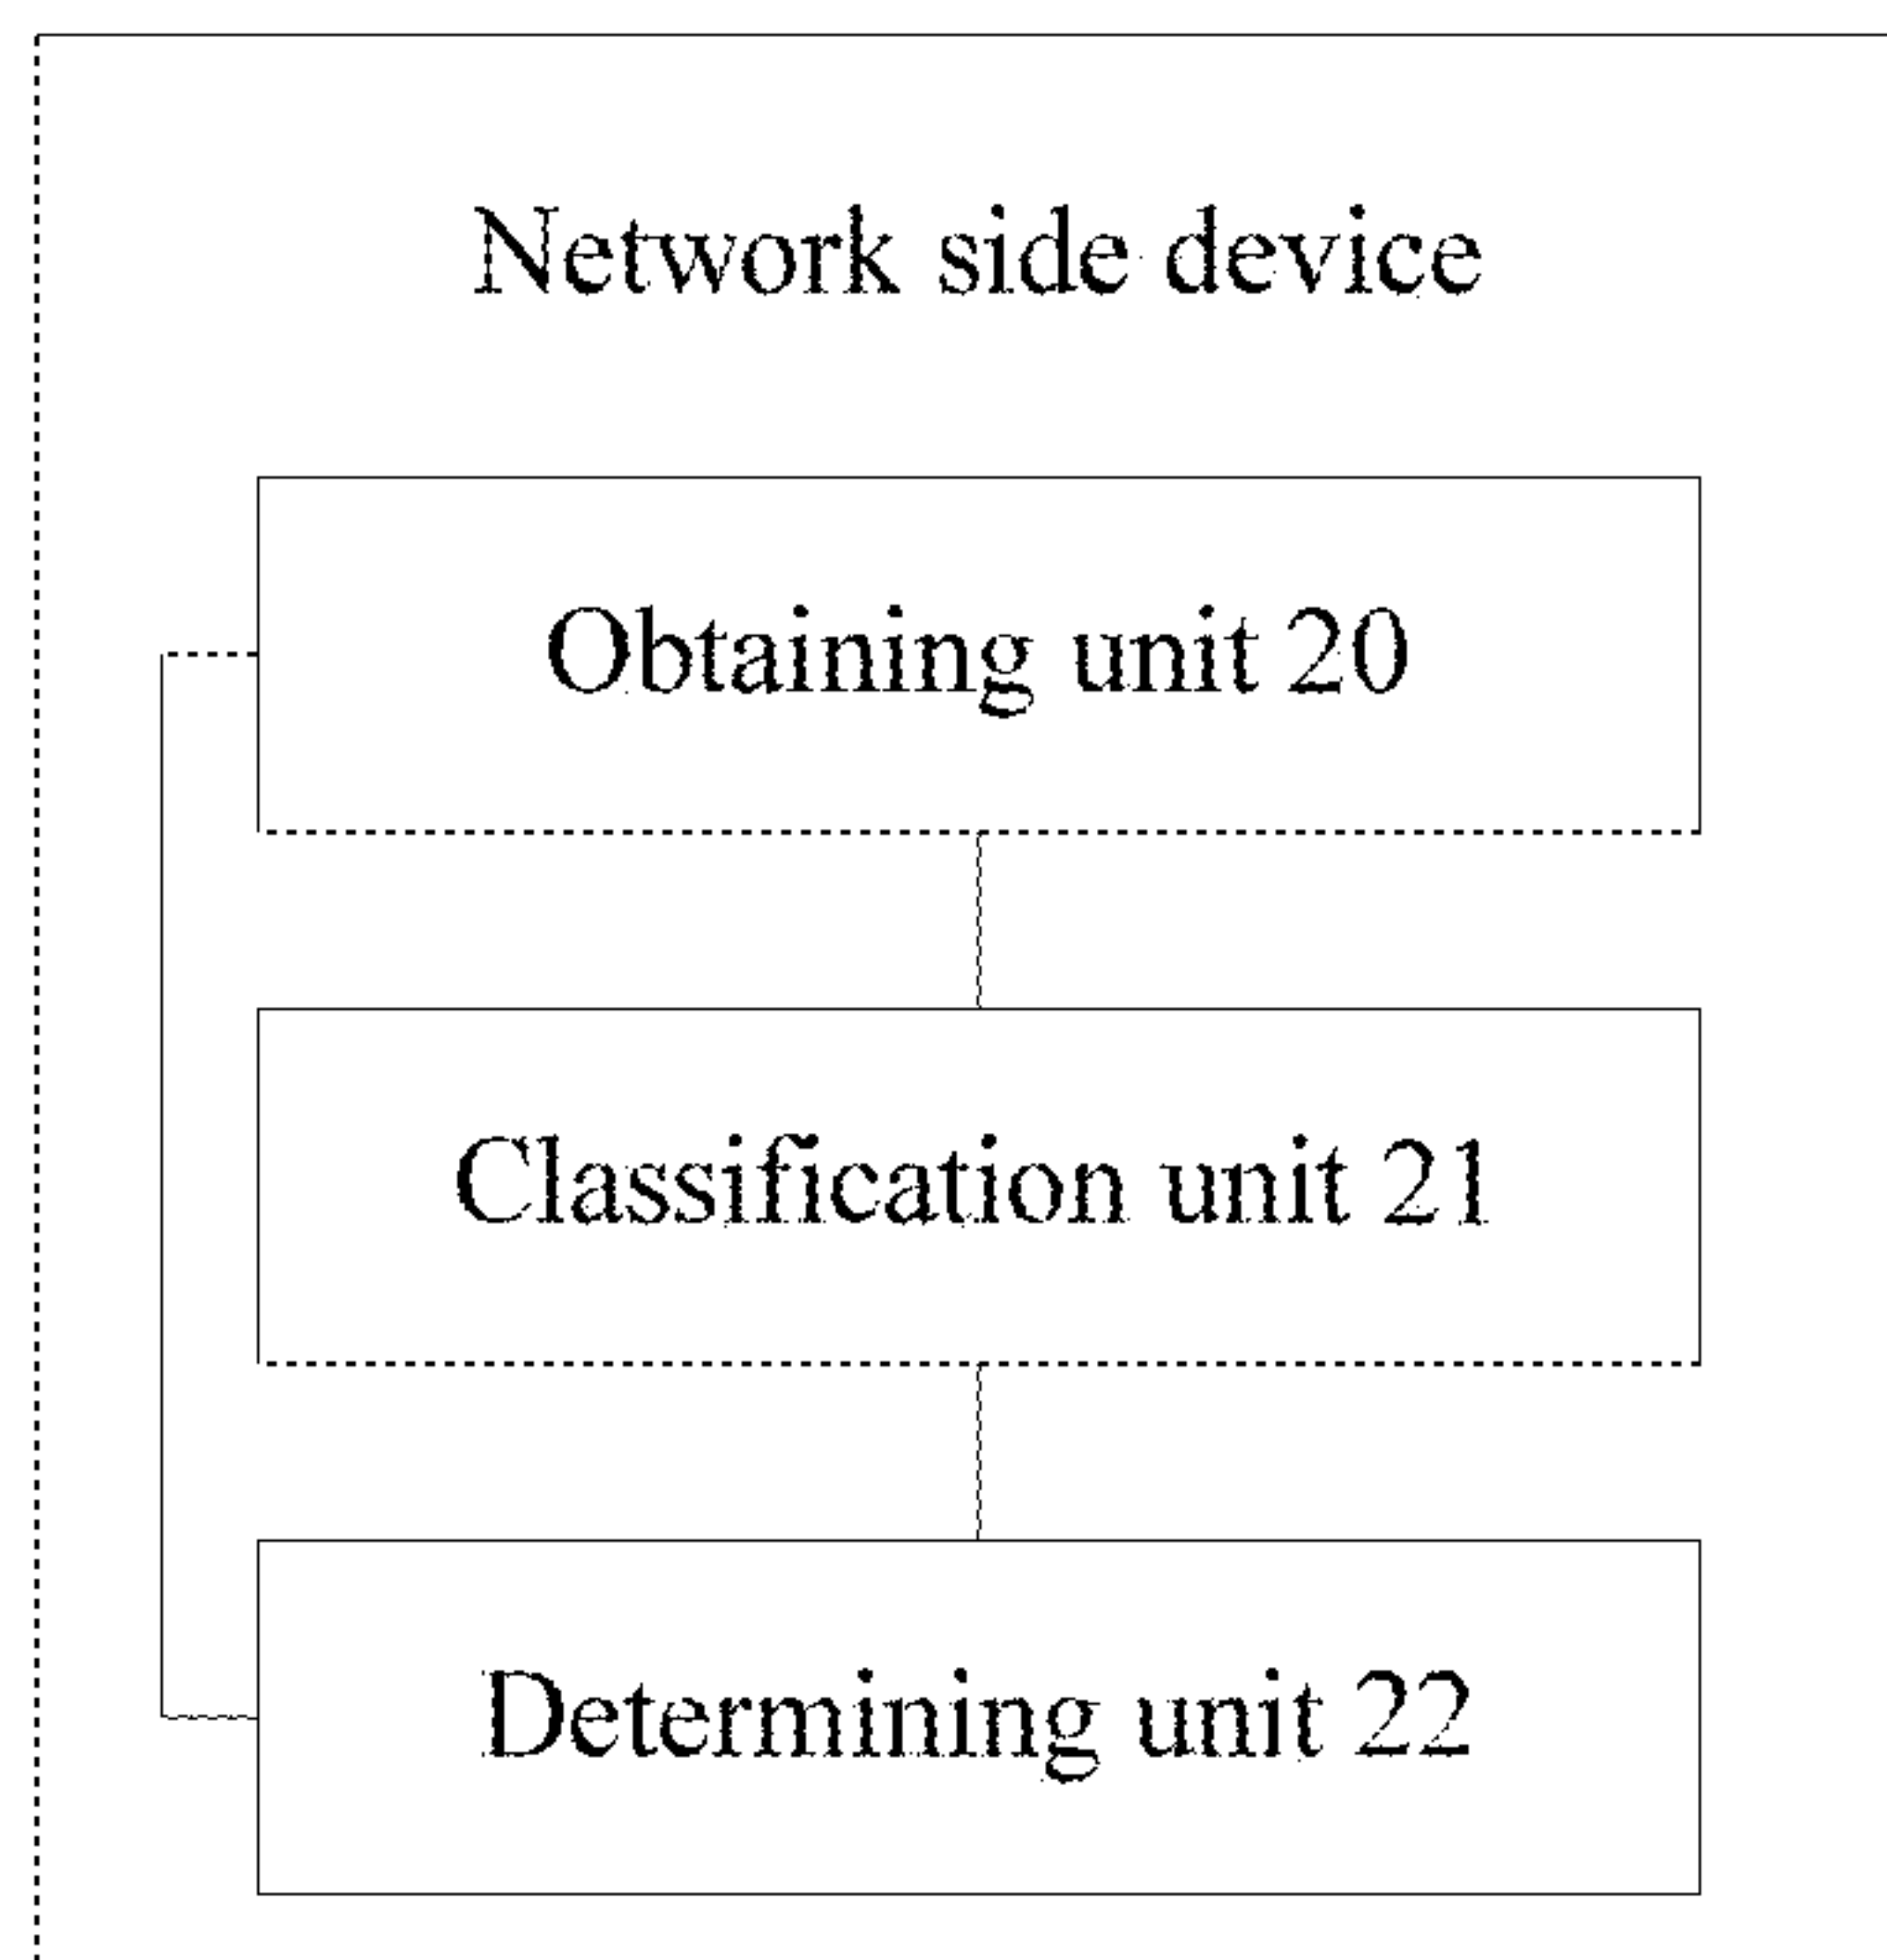 Network side device
Obtaining unit 20
Classification unit 21
Determining unit 22